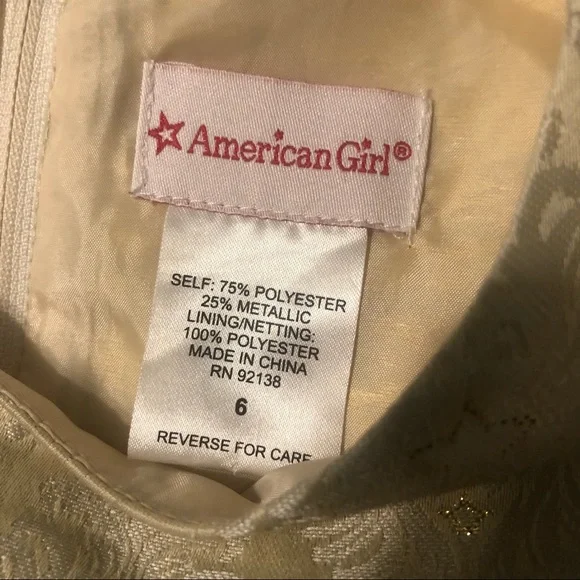 American Girl®
SELF: 75% POLYESTER
25% METALLIC
LINING/NETTING:
100% POLYESTER
MADE IN CHINA
RN 92138
6
REVERSE FOR CARE